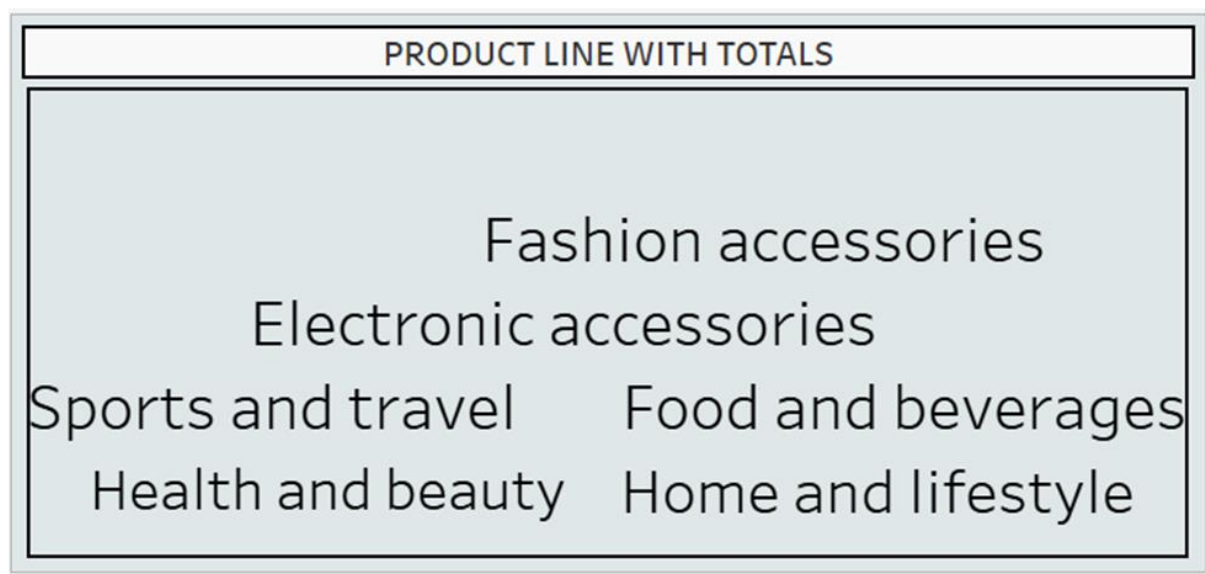 PRODUCT LINE WITH TOTALS
Fashion accessories
Electronic accessories
Sports and travel Food and beverages
Health and beauty Home and lifestyle